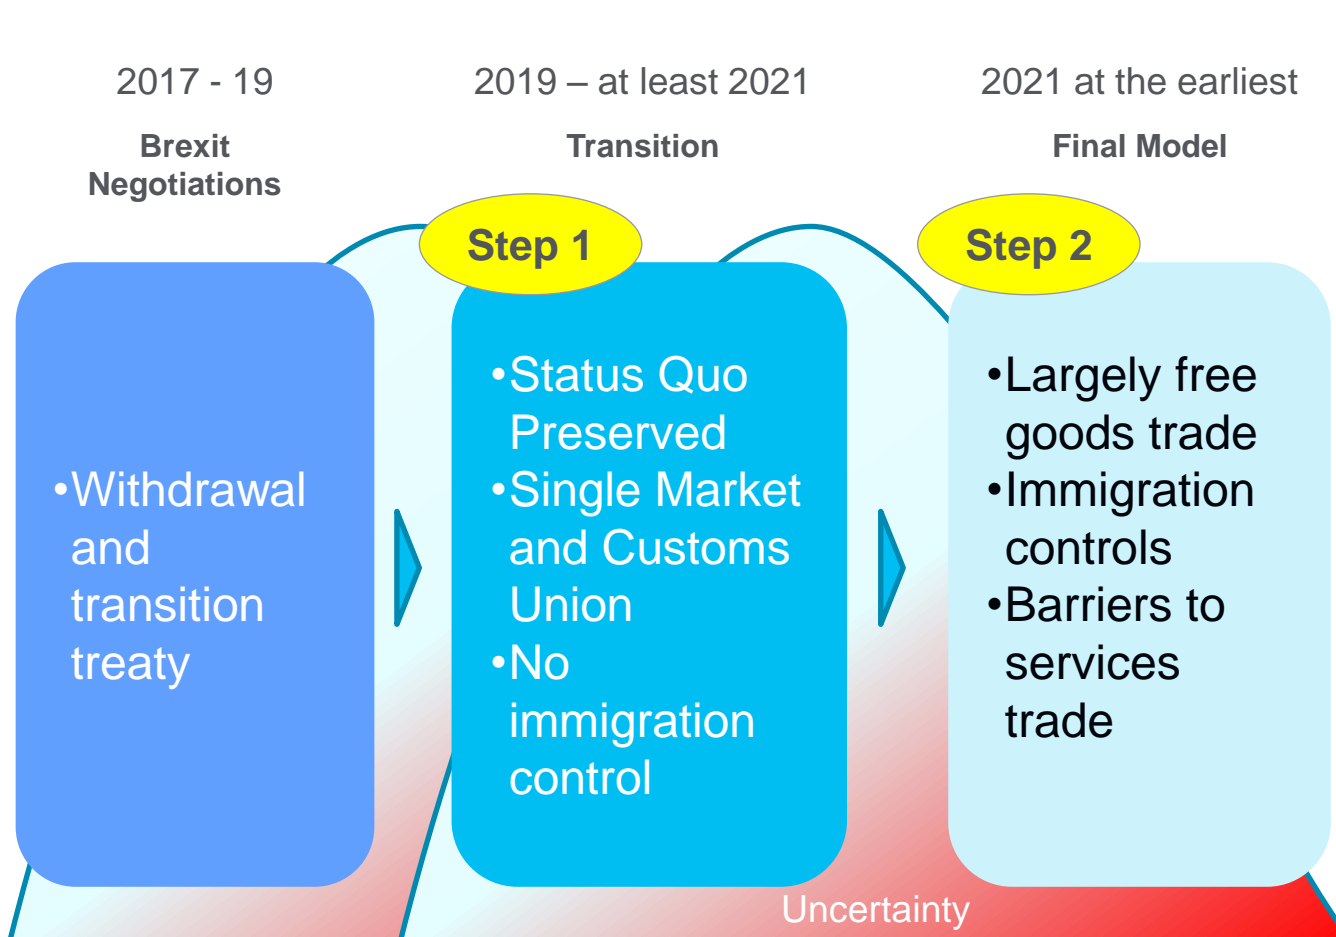 2017 - 19
Brexit
Negotiations
2019 – at least 2021
Transition
2021 at the earliest
Final Model
Step 1
Step 2
•Withdrawal
and
transition
treaty
•Status Quo
Preserved
•Single Market
and Customs
Union
•No
immigration
control
•Largely free
goods trade
•Immigration
controls
•Barriers to
services
trade
Uncertainty